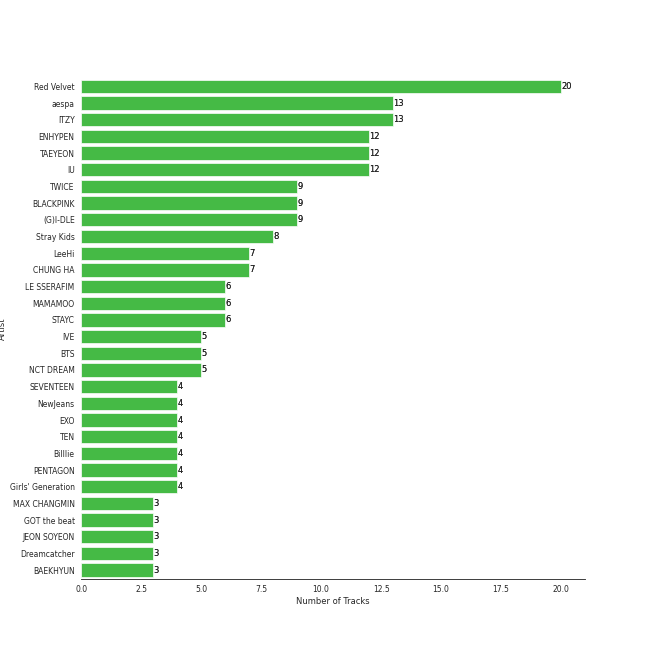 Red Velvet 20
aespa 13
ITZY 13
ENHYPEN 12
TAEYEON 12
IU 12
TWICE 9
BLACKPINK 9
(G)I-DLE 9
Stray Kids 8
LeeHi 7
CHUNG HA 7
LE SSERAFIM 6
MAMAMOO 6
STAYC 6
IVE 5
BTS 5
NCT DREAM 5
SEVENTEEN 4
NewJeans 4
EXO 4
TEN 4
Billlie 4
PENTAGON 4
Girls' Generation 4
MAX CHANGMIN 3
GOT the beat 3
JEON SOYEON 3
Dreamcatcher 3
BAEKHYUN 3
Artist
0.0 2.5 5.0 7.5 10.0 12.5 15.0 17.5 20.0
Number of Tracks